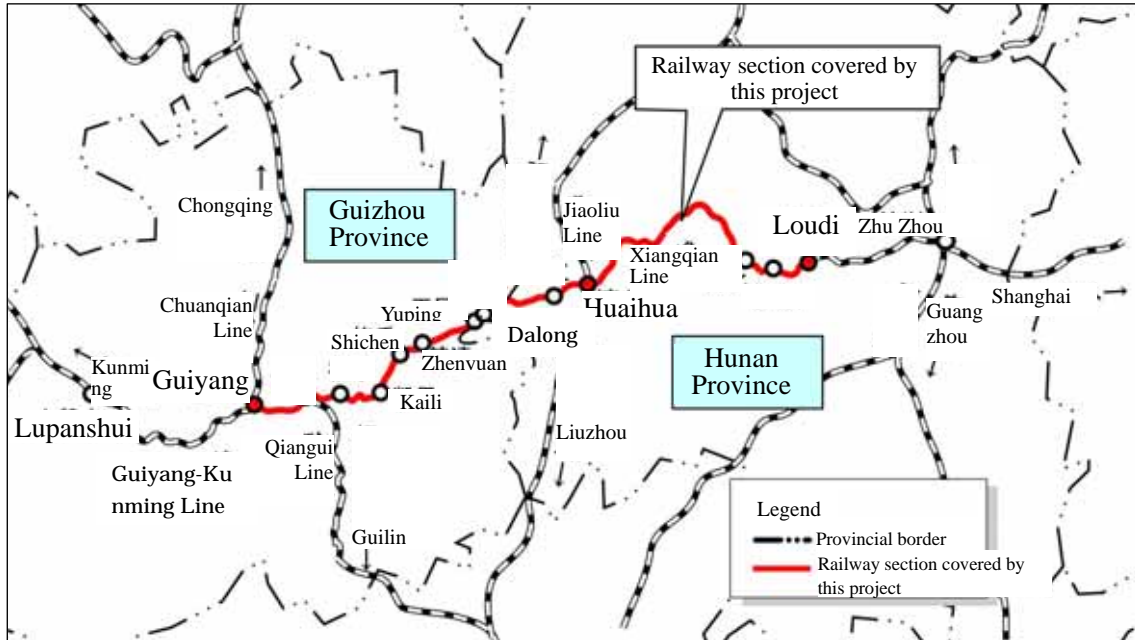 Railway section covered by
this project
Chongqing
Guizhou
Province
Jiaoliu
Line
Loudi
Zhu Zhou
Xiangqian
Line
Shanghai
Chuanqian
Line
Yuping
Huaihua
Guang
zhou
Shichen
Dalong
Zhenyuan
Hunan
Province
Kunmi
ng
Guiyang
Kaili
Lupanshui
Qiangui
Line
Liuzhou
Guiyang-Ku
nming Line
Guilin
Legend
Provincial border
Railway section covered by
this project